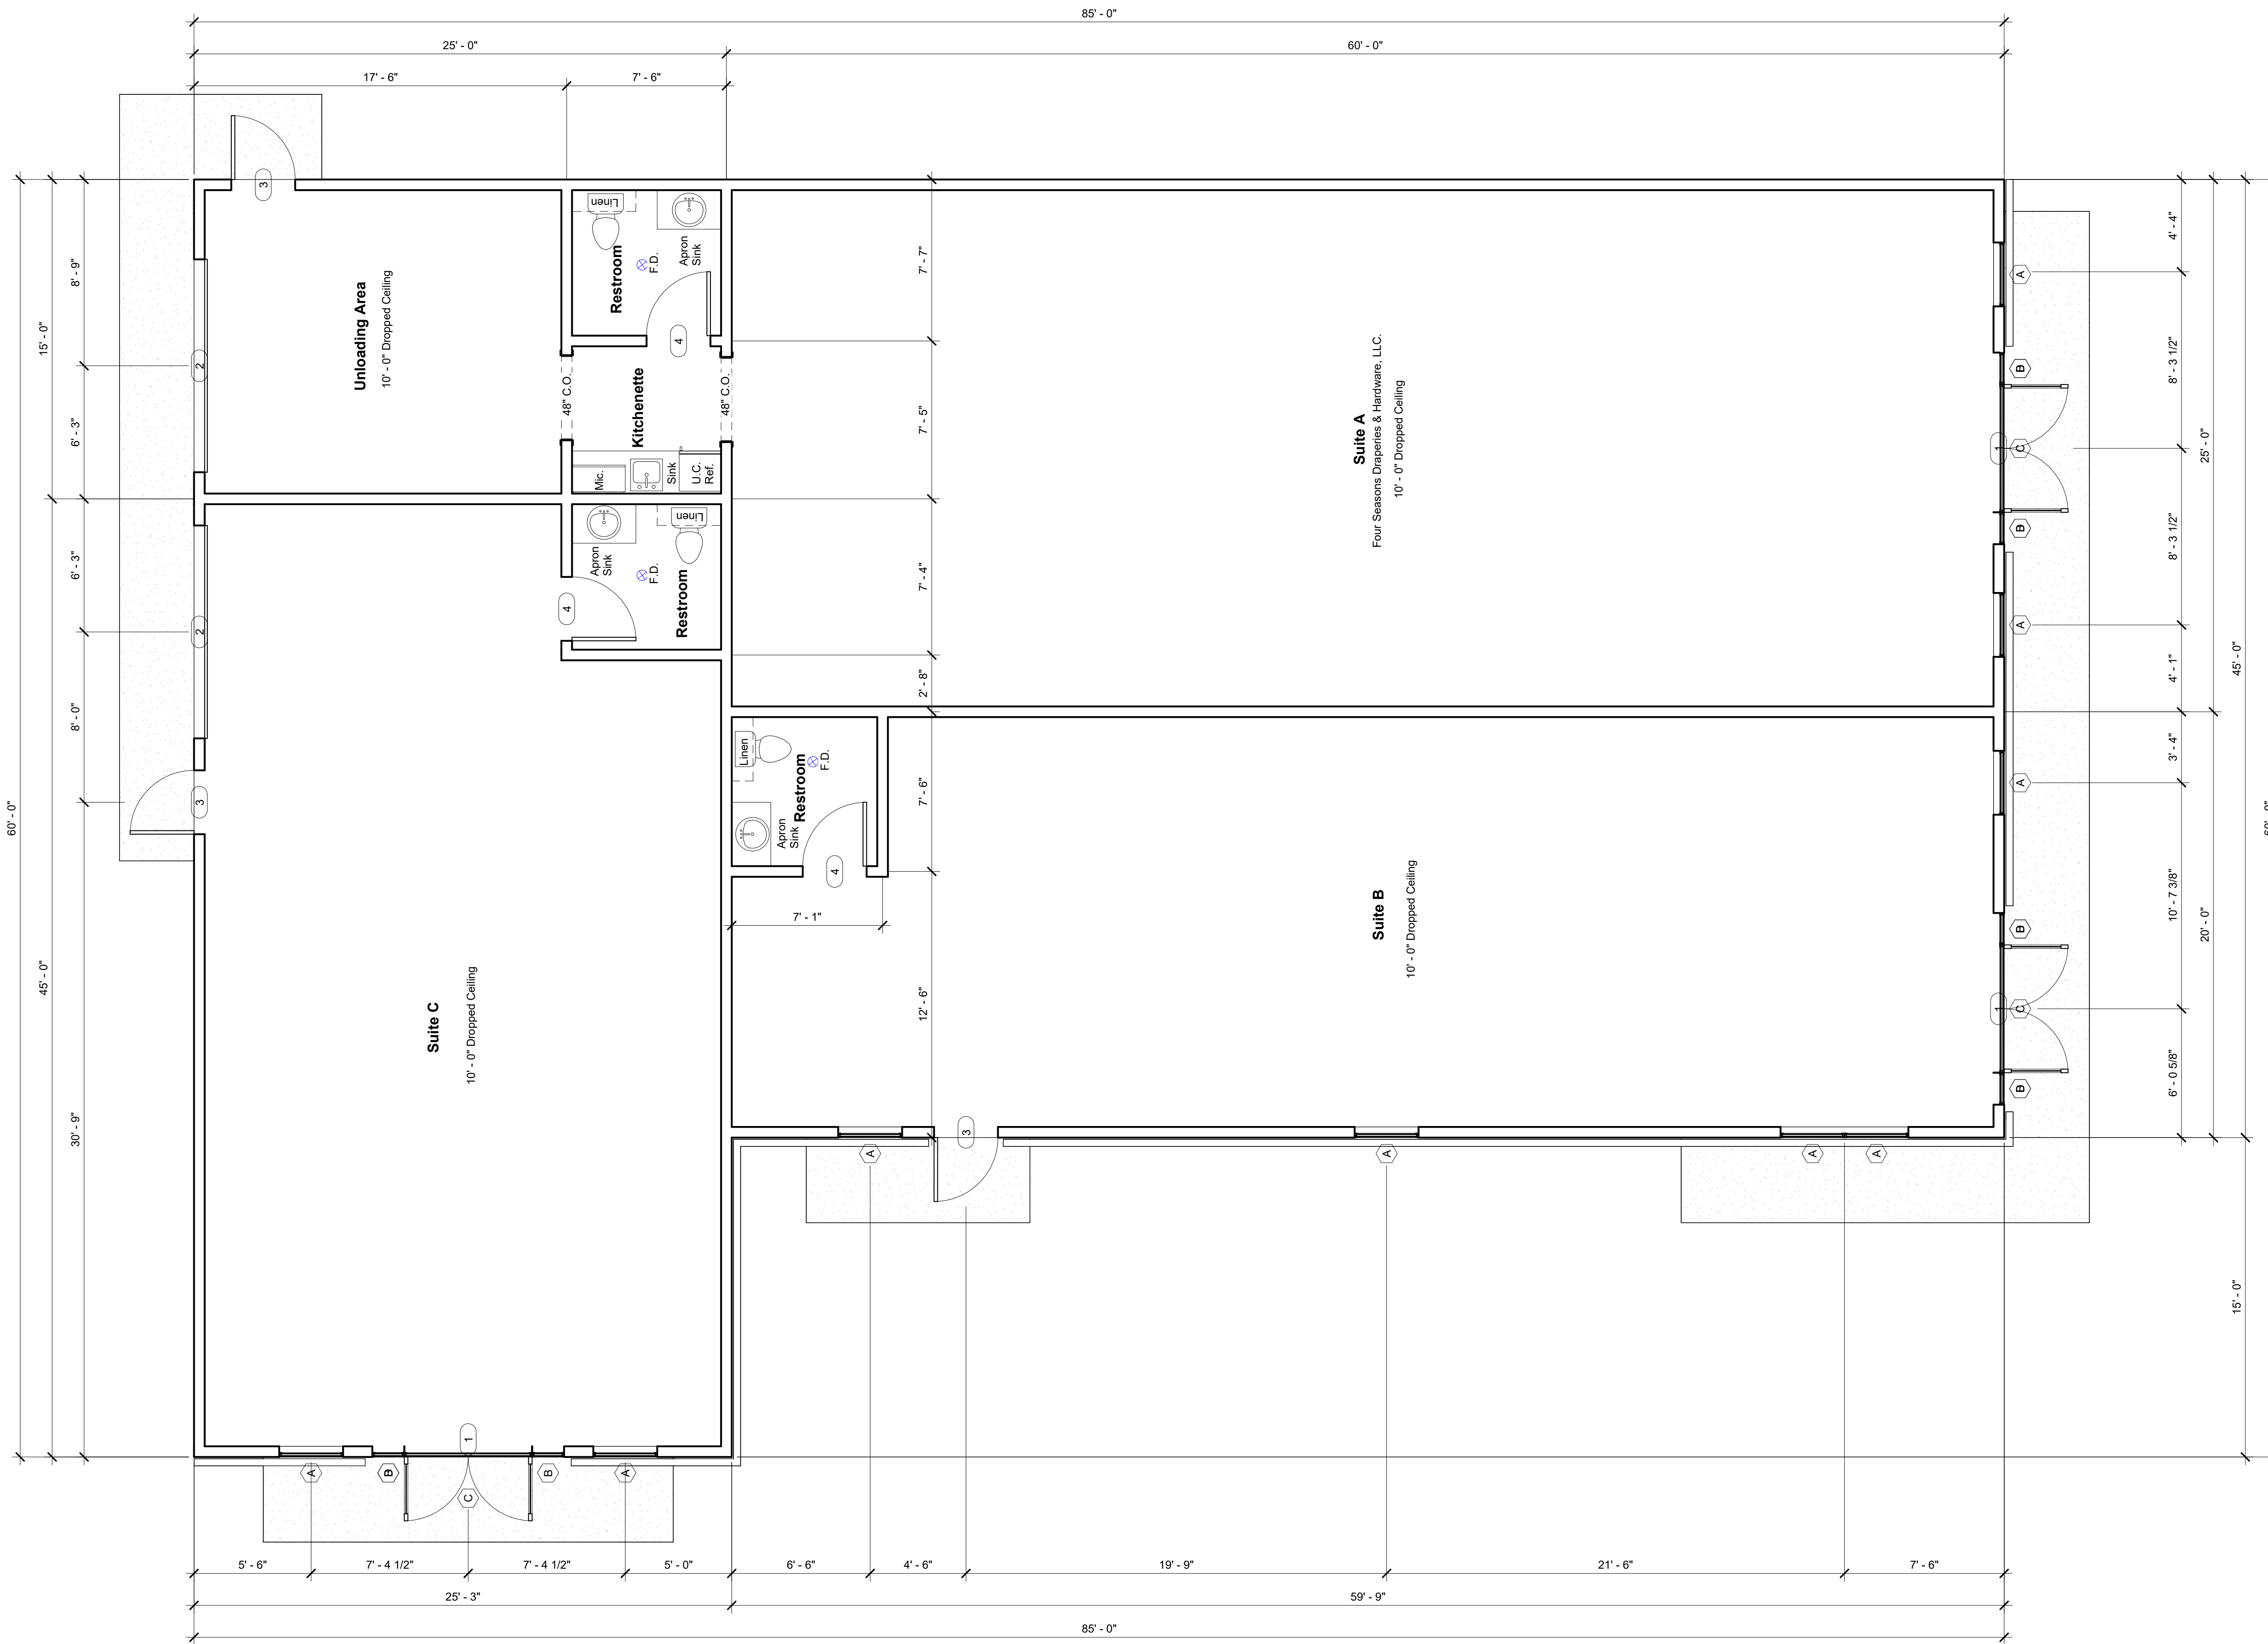 85' - 0"
25' - 0"
60' - 0"
17' - 6"
7' - 6"
3
Linen
Apron
Sink
Restroom
F.D.
4
8' - 9"
15' - 0"
6' - 3"
2
Unloading Area
10' - 0" Dropped Ceiling
48" C.O.
Kitchenette
48" C.O.
Mic.
Sink
U.C.
Ref.
7' - 7"
7' - 5"
7' - 4"
2' - 8"
Suite A
Four Seasons Draperies & Hardware, LLC.
10' - 0" Dropped Ceiling
A
B
1
C
B
A
4' - 4"
8' - 3 1/2"
8' - 3 1/2"
4' - 1"
25' - 0"
45' - 0"
6' - 3"
2
8' - 0"
3
60' - 0"
45' - 0"
30' - 9"
Apron
Sink
Linen
F.D.
Restroom
4
Linen
Restroom
F.D.
Apron
Sink
4
7' - 6"
7' - 1"
12' - 6"
Suite C
10' - 0" Dropped Ceiling
Suite B
10' - 0" Dropped Ceiling
A
B
1
C
B
3' - 4"
10' - 7 3/8"
6' - 0 5/8"
20' - 0"
15' - 0"
A
3
A
A
A
1
A
B
C
B
A
5' - 6"
7' - 4 1/2"
7' - 4 1/2"
5' - 0"
6' - 6"
4' - 6"
19' - 9"
21' - 6"
7' - 6"
25' - 3"
59' - 9"
85' - 0"